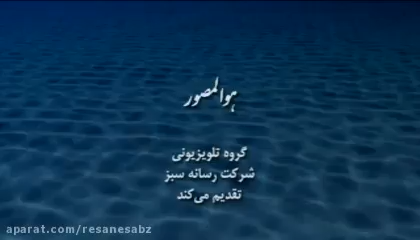 هوالمصور
گروه تلویزیونی
شرکت رسانه سبز
تقدیم می‌کند
aparat.com/resanesabz